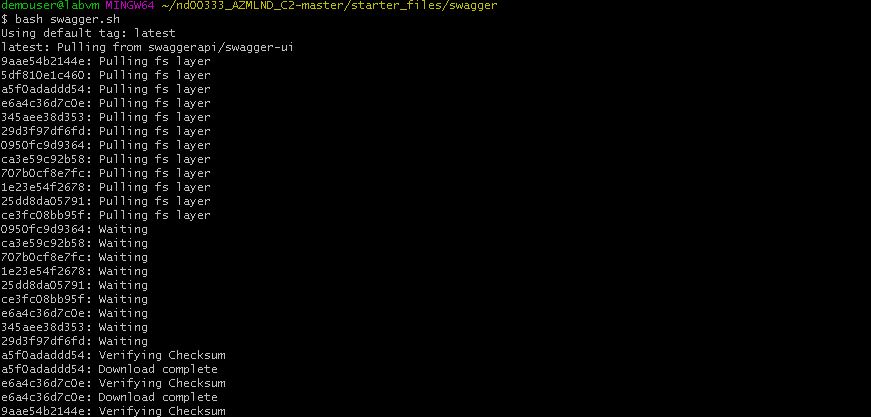 demouser@labvm MINGW64 ~/nd00333_AZMLND_C2-master/starter_files/swagger
$ bash swagger.sh
Using default tag: latest
latest: Pulling from swaggerapi/swagger-ui
9aae54b2144e: Pulling fs layer
5df810e1c460: Pulling fs layer
a5f0adaddd54: Pulling fs layer
e6a4c36d7c0e: Pulling fs layer
345aee38d353: Pulling fs layer
29d3f97df6fd: Pulling fs layer
0950fc9d9364: Pulling fs layer
ca3e59c92b58: Pulling fs layer
707b0cf8e7fc: Pulling fs layer
1e23e54f2678: Pulling fs layer
25dd8da05791: Pulling fs layer
ce3fc08bb95f: Pulling fs layer
0950fc9d9364: Waiting
ca3e59c92b58: Waiting
707b0cf8e7fc: Waiting
1e23e54f2678: Waiting
25dd8da05791: Waiting
ce3fc08bb95f: Waiting
e6a4c36d7c0e: Waiting
345aee38d353: Waiting
29d3f97df6fd: Waiting
a5f0adaddd54: Verifying Checksum
a5f0adaddd54: Download complete
e6a4c36d7c0e: Verifying Checksum
e6a4c36d7c0e: Download complete
9aae54b2144e: Verifying Checksum